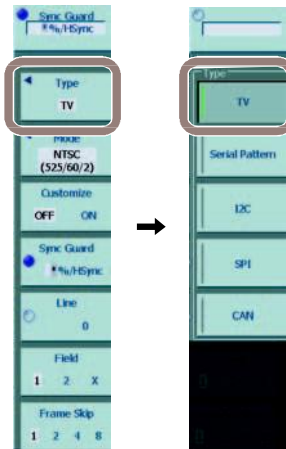 Sync Guard
%/HSync
Type
TV
Mode
NTSC
(525/60/2)
Customize
OFF ON
Sync Guard
%/HSync
Line
0
Field
1 2 X
Frame Skip
1 2 4 8
Type
TV
Serial Pattern
I2C
SPI
CAN